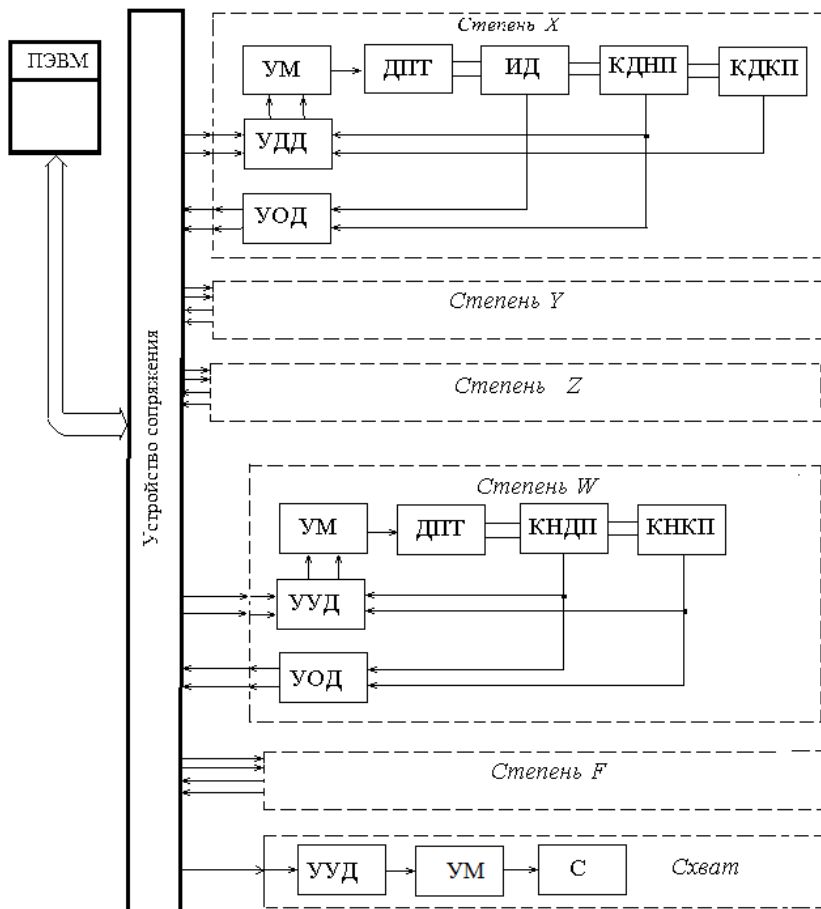 Степень X
ПЭВМ
УМ
ДПТ
ИД
КДНП
КДКП
УДД
УОД
Степень Y
Степень Z
Устройство сопряжения
Степень W
УМ
ДПТ
КНДП
КНКП
УУД
УОД
Степень F
УУД
УМ
С
Схват